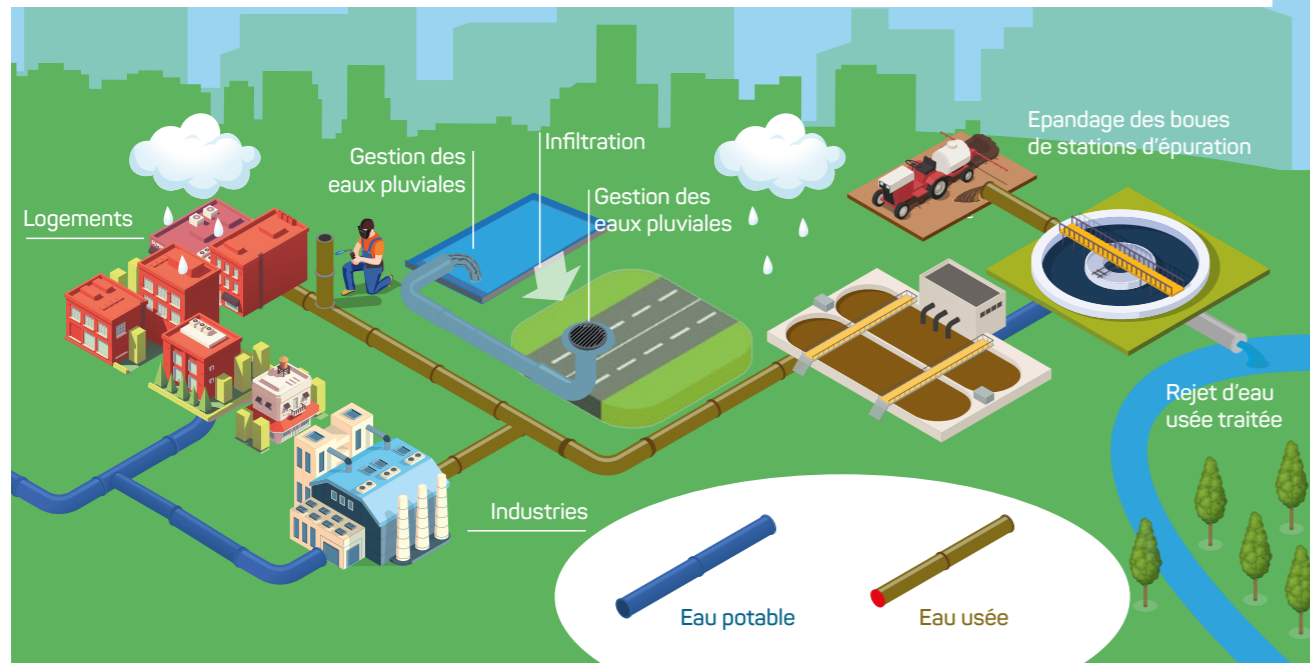 Epandage des boues
de stations d'épuration
Infiltration
Gestion des
eaux pluviales
Gestion des
eaux pluviales
Logements
Rejet d'eau
usée traitée
Industries
Eau potable
Eau usée